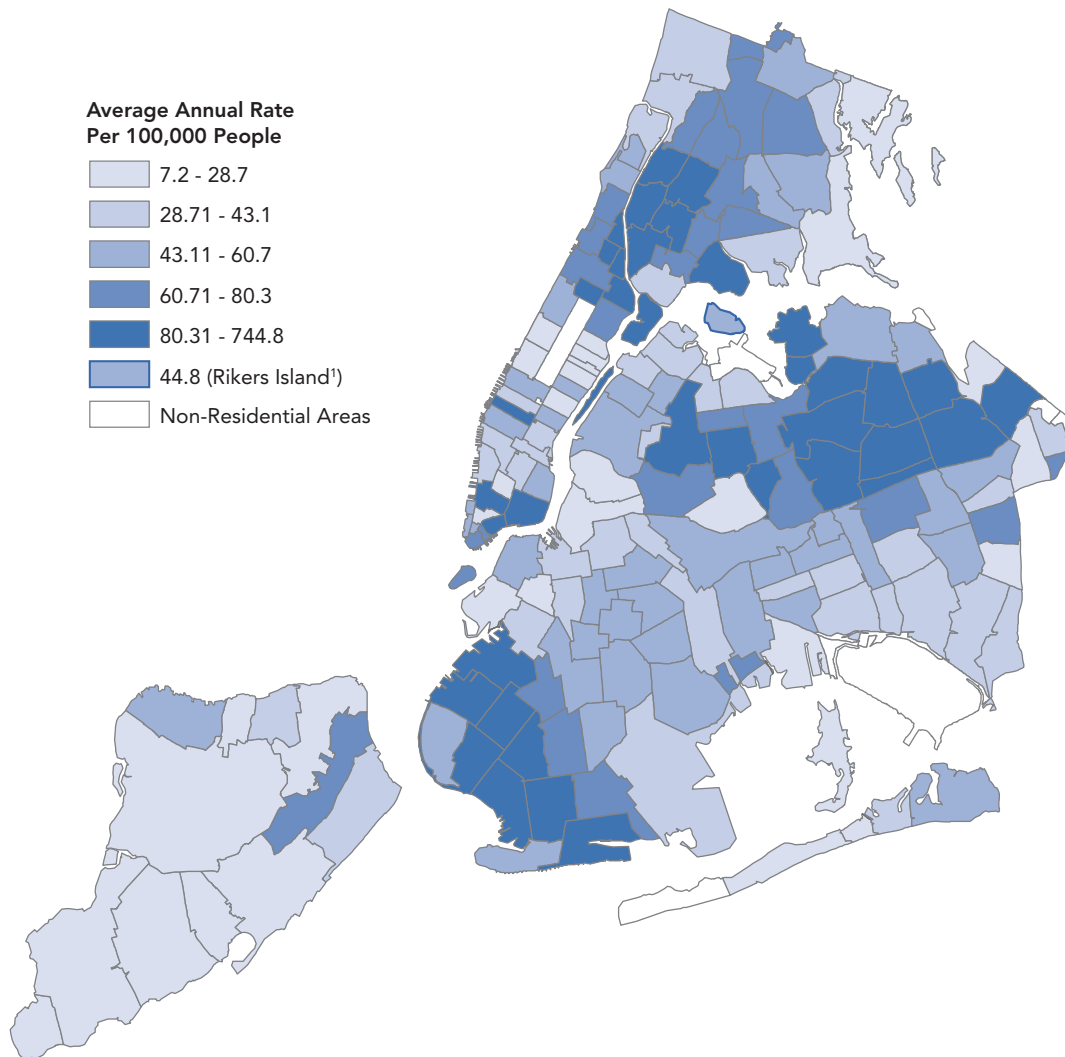 Average Annual Rate
Per 100,000 People
7.2 - 28.7
28.71 - 43.1
43.11 - 60.7
60.71 - 80.3
80.31 - 744.8
44.8 (Rikers Island¹)
Non-Residential Areas